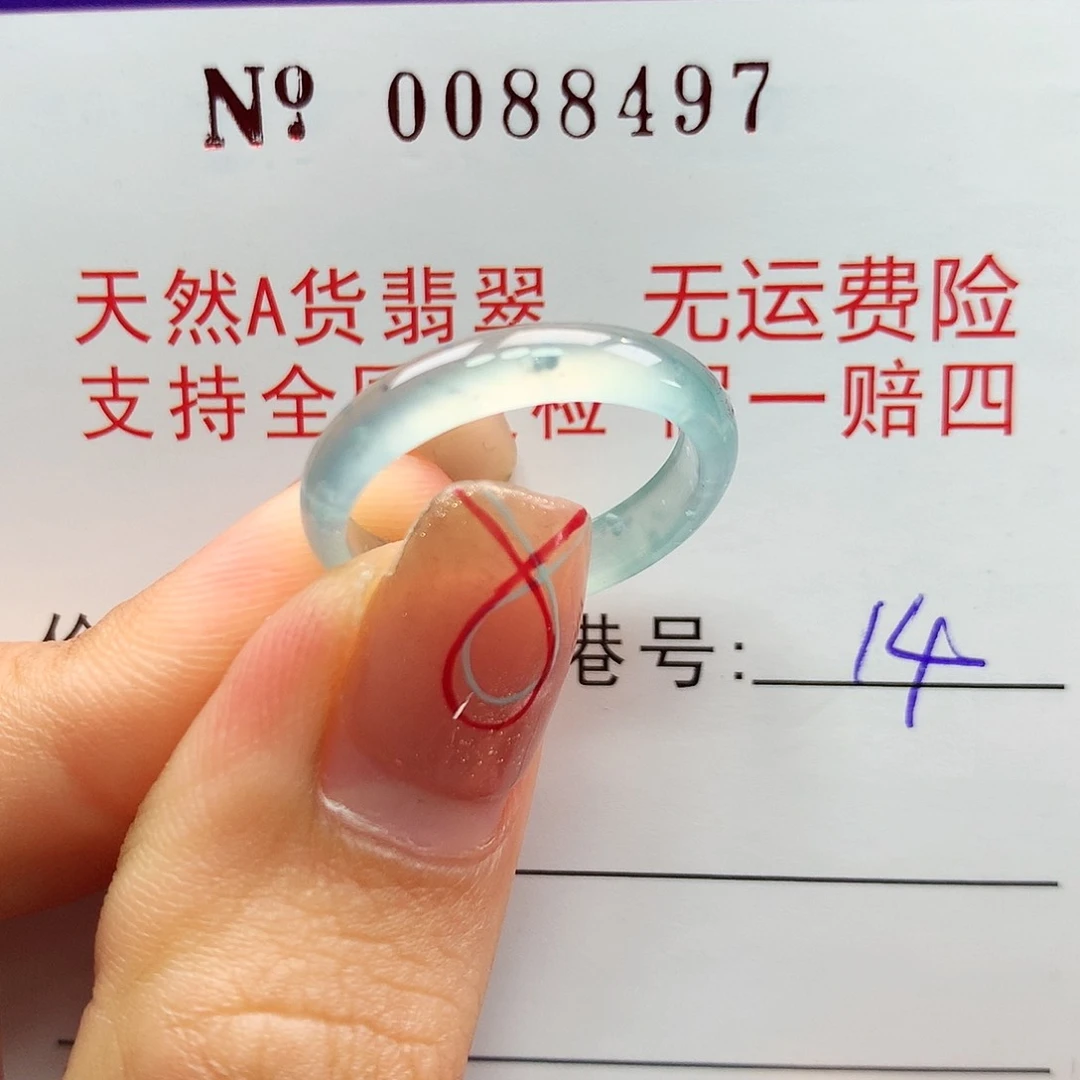 Nº 0088497
天然A货翡翠 无运费险
支持全 检 一赔四
港号: 14